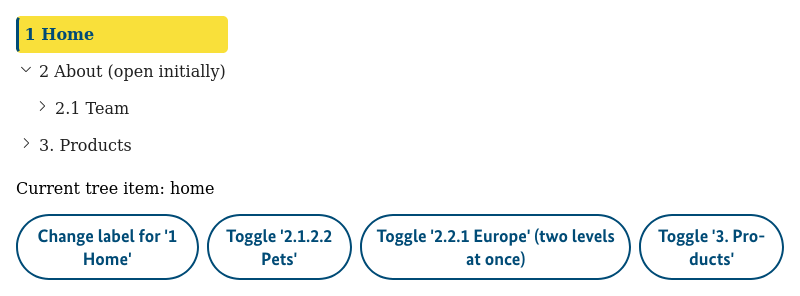 1 Home
2 About (open initially)
2.1 Team
3. Products
Current tree item: home
Change label for '1
Home'
Toggle '2.1.2.2
Pets'
Toggle '2.2.1 Europe' (two levels
at once)
Toggle '3. Pro-
ducts'